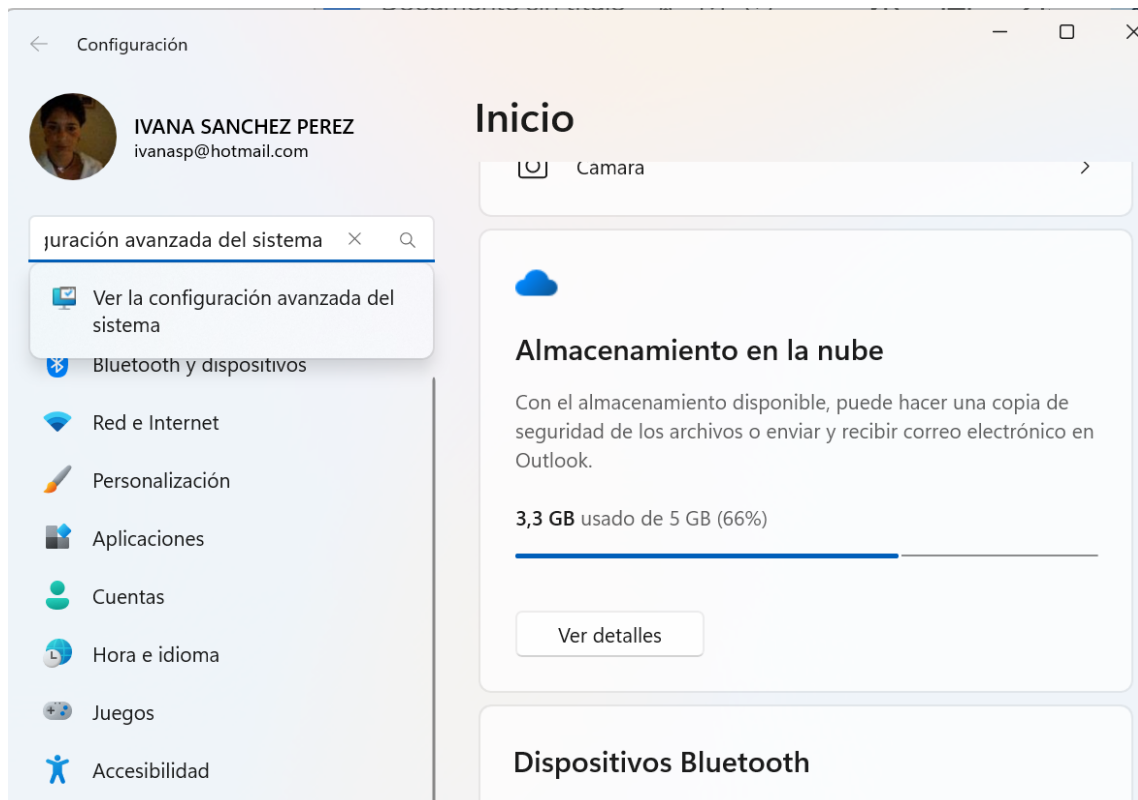 Configuración
IVANA SANCHEZ PEREZ
ivanasp@hotmail.com
guración avanzada del sistema
Ver la configuración avanzada del
sistema
Bluetooth y dispositivos
Red e Internet
Personalización
Aplicaciones
Cuentas
Hora e idioma
Juegos
Accesibilidad
Inicio
Cámara
Almacenamiento en la nube
Con el almacenamiento disponible, puede hacer una copia de
seguridad de los archivos o enviar y recibir correo electrónico en
Outlook.
3,3 GB usado de 5 GB (66%)
Ver detalles
Dispositivos Bluetooth